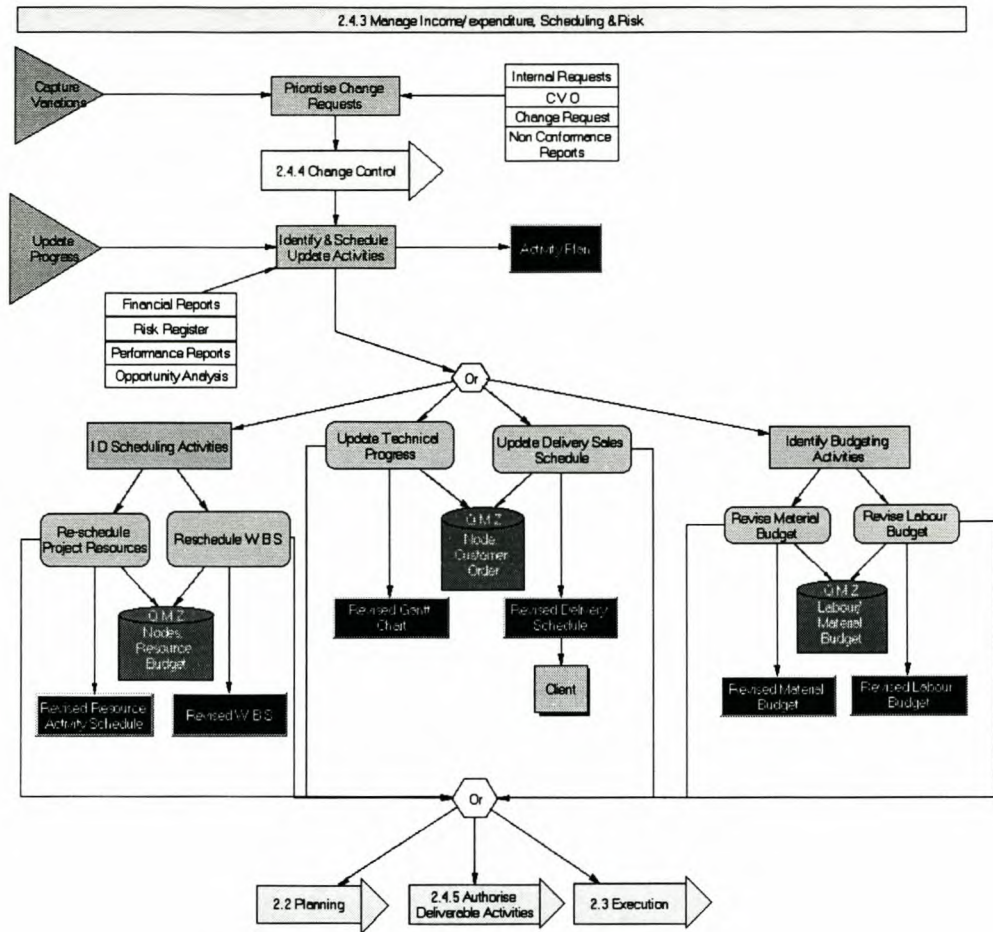 2.4.3 Manage Income/expenditure, Scheduling & Risk
Capture
Variations
Prioritise Change
Requests
Internal Requests
C V O
Change Request
Non Conformance
Reports
2.4.4 Change Control
Update
Progress
Identify & Schedule
Update Activities
Activity Plan
Financial Reports
Risk Register
Performance Reports
Opportunity Analysis
Or
I D Scheduling Activities
Update Technical
Progress
Update Delivery Sales
Schedule
Identify Budgeting
Activities
Re-schedule
Project Resources
Reschedule W B S
Q M Z
Node,
Customer
Order
Revise Material
Budget
Revise Labour
Budget
Q M Z
Nodes,
Resource
Budget
Revised Gantt
Chart
Revised Delivery
Schedule
Q M Z
Labour/
Material
Budget
Client
Revised Resource
Activity Schedule
Revised W B S
Revised Material
Budget
Revised Labour
Budget
Or
2.2 Planning
2.4.5 Authorise
Deliverable Activities
2.3 Execution